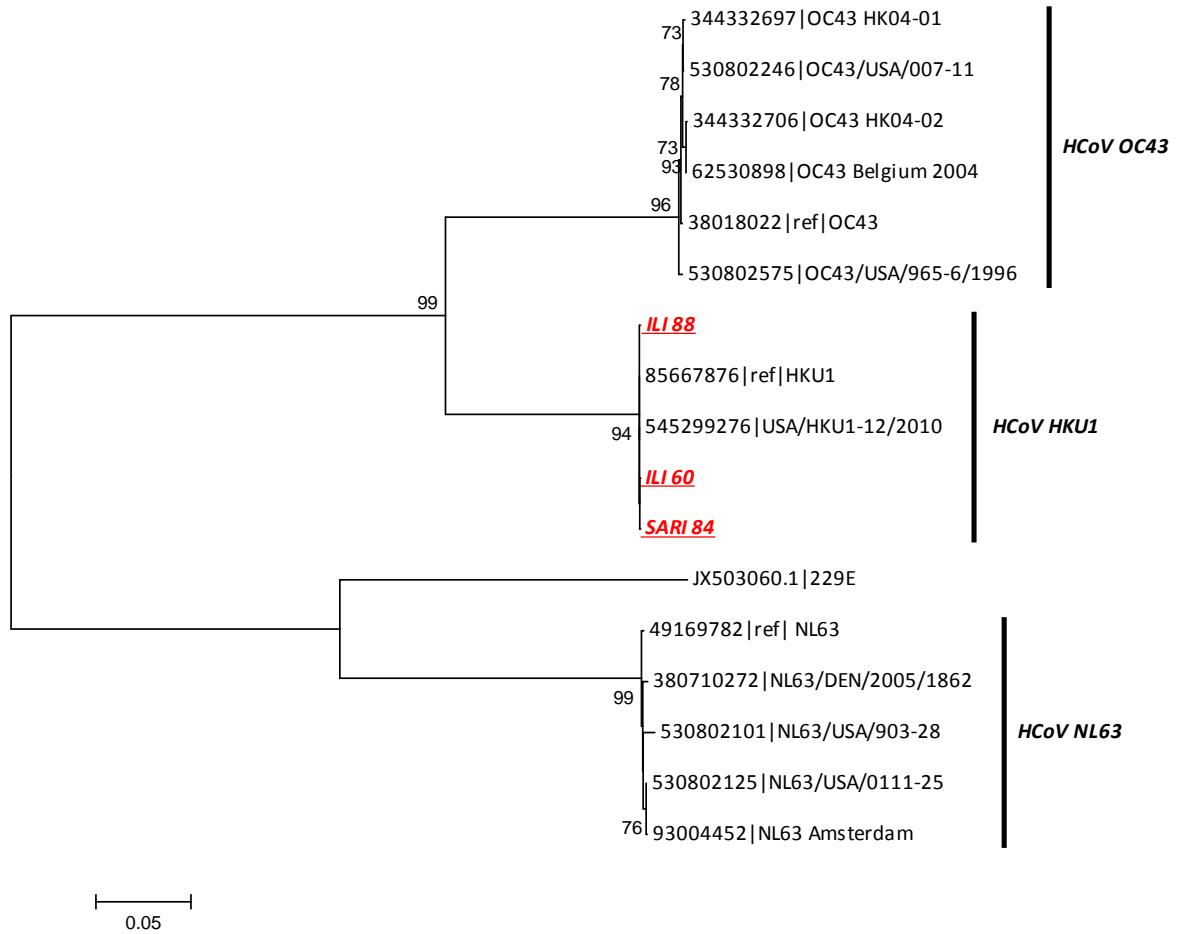 344332697|OC43 HK04-01
73
530802246|OC43/USA/007-11
78
344332706|OC43 HK04-02
73
HCoV OC43
93
62530898|OC43 Belgium 2004
96
38018022|ref|OC43
530802575|OC43/USA/965-6/1996
99
ILI 88
85667876|ref|HKU1
545299276|USA/HKU1-12/2010
HCoV HKU1
94
ILI 60
SARI 84
JX503060.1|229E
49169782|ref| NL63
380710272|NL63/DEN/2005/1862
99
530802101|NL63/USA/903-28
HCoV NL63
530802125|NL63/USA/0111-25
76
93004452|NL63 Amsterdam
0.05